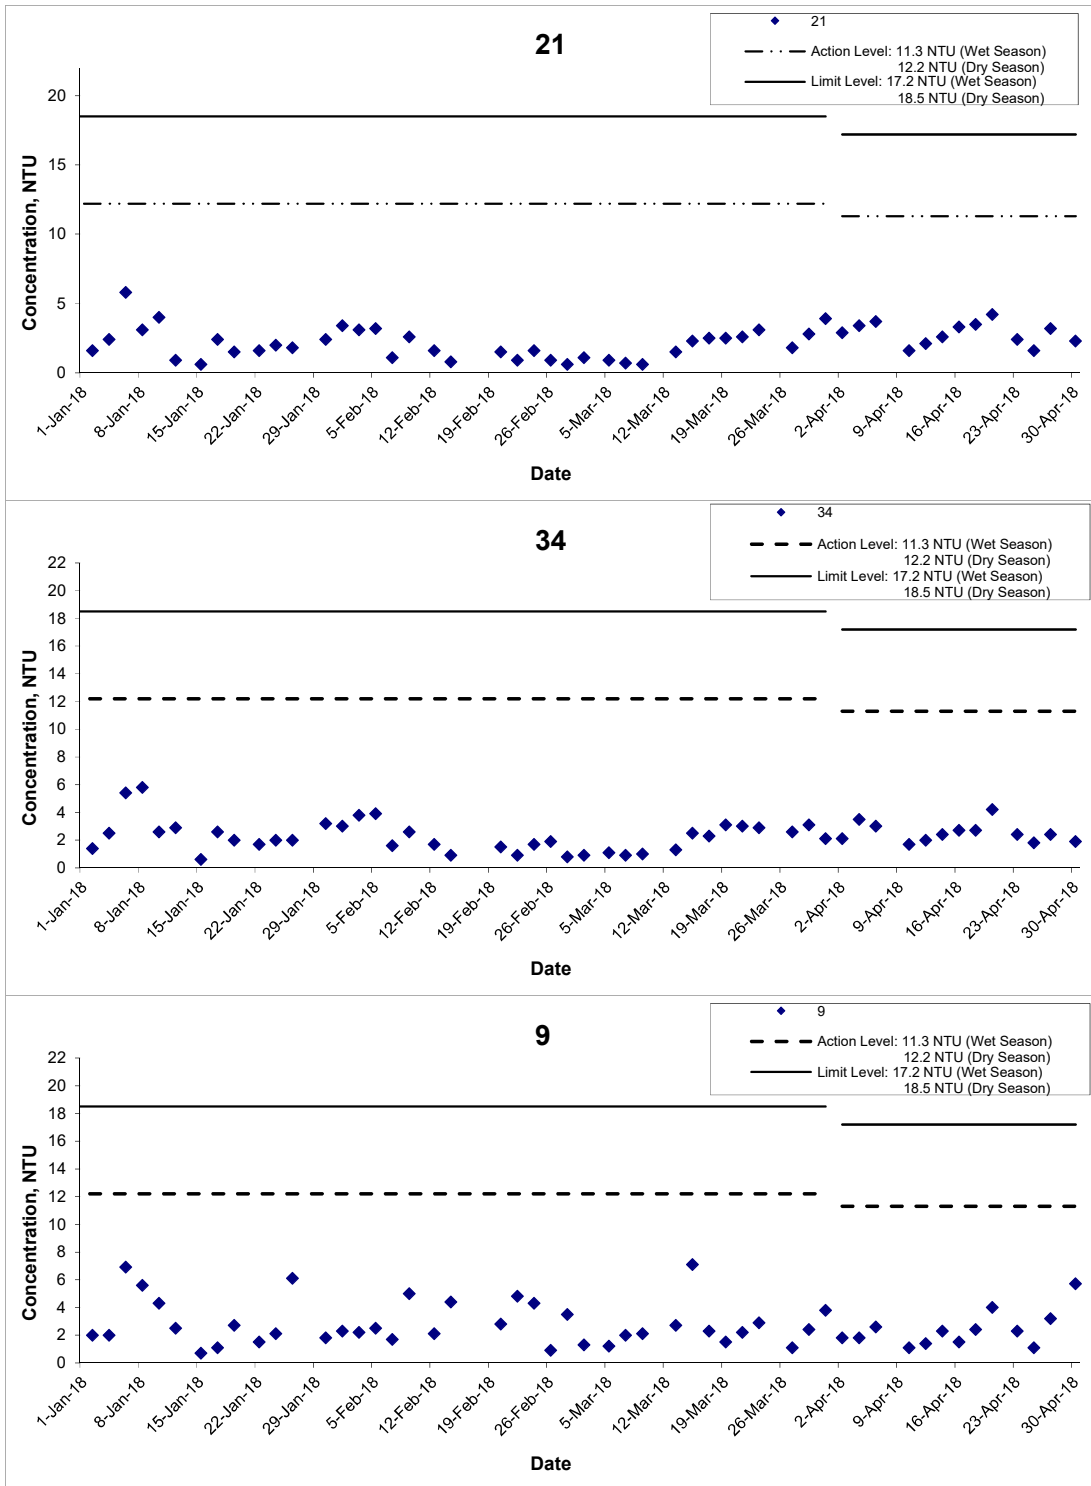 21
21
Action Level: 11.3 NTU (Wet Season)
12.2 NTU (Dry Season)
Limit Level: 17.2 NTU (Wet Season)
18.5 NTU (Dry Season)
Concentration, NTU
20
15
10
5
0
1-Jan-18
8-Jan-18
15-Jan-18
22-Jan-18
29-Jan-18
5-Feb-18
12-Feb-18
19-Feb-18
26-Feb-18
5-Mar-18
12-Mar-18
19-Mar-18
26-Mar-18
2-Apr-18
9-Apr-18
16-Apr-18
23-Apr-18
30-Apr-18
Date
34
34
Action Level: 11.3 NTU (Wet Season)
12.2 NTU (Dry Season)
Limit Level: 17.2 NTU (Wet Season)
18.5 NTU (Dry Season)
Concentration, NTU
22
20
18
16
14
12
10
8
6
4
2
0
1-Jan-18
8-Jan-18
15-Jan-18
22-Jan-18
29-Jan-18
5-Feb-18
12-Feb-18
19-Feb-18
26-Feb-18
5-Mar-18
12-Mar-18
19-Mar-18
26-Mar-18
2-Apr-18
9-Apr-18
16-Apr-18
23-Apr-18
30-Apr-18
Date
9
9
Action Level: 11.3 NTU (Wet Season)
12.2 NTU (Dry Season)
Limit Level: 17.2 NTU (Wet Season)
18.5 NTU (Dry Season)
Concentration, NTU
22
20
18
16
14
12
10
8
6
4
2
0
1-Jan-18
8-Jan-18
15-Jan-18
22-Jan-18
29-Jan-18
5-Feb-18
12-Feb-18
19-Feb-18
26-Feb-18
5-Mar-18
12-Mar-18
19-Mar-18
26-Mar-18
2-Apr-18
9-Apr-18
16-Apr-18
23-Apr-18
30-Apr-18
Date